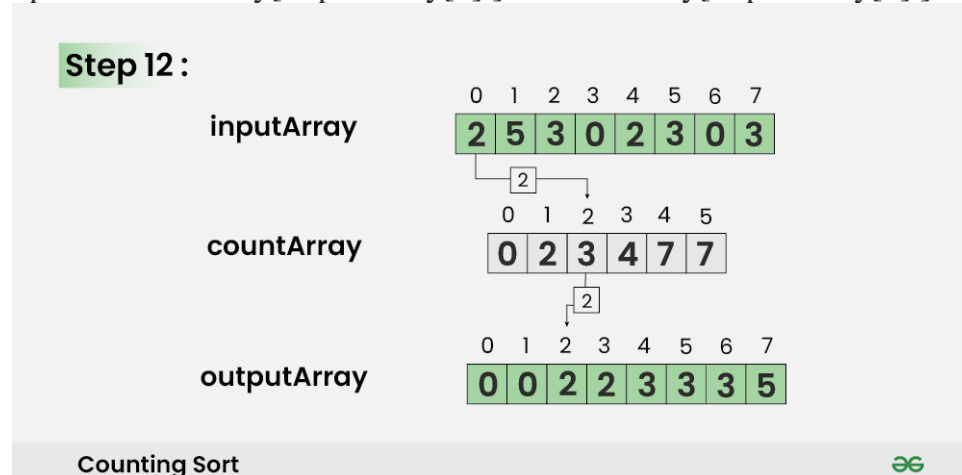 Step 12 :
0 1 2 3 4 5 6 7
inputArray 2 5 3 0 2 3 0 3
2
0 1 2 3 4 5
countArray 0 2 3 4 7 7
2
0 1 2 3 4 5 6 7
outputArray 0 0 2 2 3 3 3 5
Counting Sort